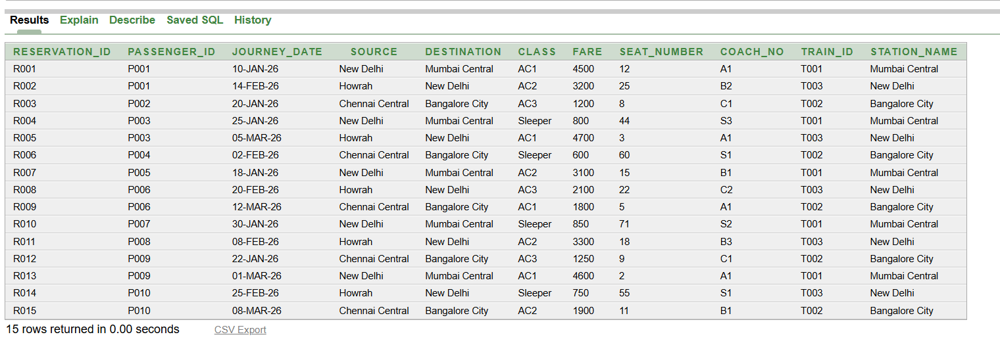 Results Explain Describe Saved SQL History
RESERVATION_ID PASSENGER_ID JOURNEY_DATE SOURCE DESTINATION CLASS FARE SEAT_NUMBER COACH_NO TRAIN_ID STATION_NAME
R001 P001 10-JAN-26 New Delhi Mumbai Central AC1 4500 12 A1 T001 Mumbai Central
R002 P001 14-FEB-26 Howrah New Delhi AC2 3200 25 B2 T003 New Delhi
R003 P002 20-JAN-26 Chennai Central Bangalore City AC3 1200 8 C1 T002 Bangalore City
R004 P003 25-JAN-26 New Delhi Mumbai Central Sleeper 800 44 S3 T001 Mumbai Central
R005 P003 05-MAR-26 Howrah New Delhi AC1 4700 3 A1 T003 New Delhi
R006 P004 02-FEB-26 Chennai Central Bangalore City Sleeper 600 60 S1 T002 Bangalore City
R007 P005 18-JAN-26 New Delhi Mumbai Central AC2 3100 15 B1 T001 Mumbai Central
R008 P006 20-FEB-26 Howrah New Delhi AC3 2100 22 C2 T003 New Delhi
R009 P006 12-MAR-26 Chennai Central Bangalore City AC1 1800 5 A1 T002 Bangalore City
R010 P007 30-JAN-26 New Delhi Mumbai Central Sleeper 850 71 S2 T001 Mumbai Central
R011 P008 08-FEB-26 Howrah New Delhi AC2 3300 18 B3 T003 New Delhi
R012 P009 22-JAN-26 Chennai Central Bangalore City AC3 1250 9 C1 T002 Bangalore City
R013 P009 01-MAR-26 New Delhi Mumbai Central AC1 4600 2 A1 T001 Mumbai Central
R014 P010 25-FEB-26 Howrah New Delhi Sleeper 750 55 S1 T003 New Delhi
R015 P010 08-MAR-26 Chennai Central Bangalore City AC2 1900 11 B1 T002 Bangalore City
15 rows returned in 0.00 seconds CSV Export